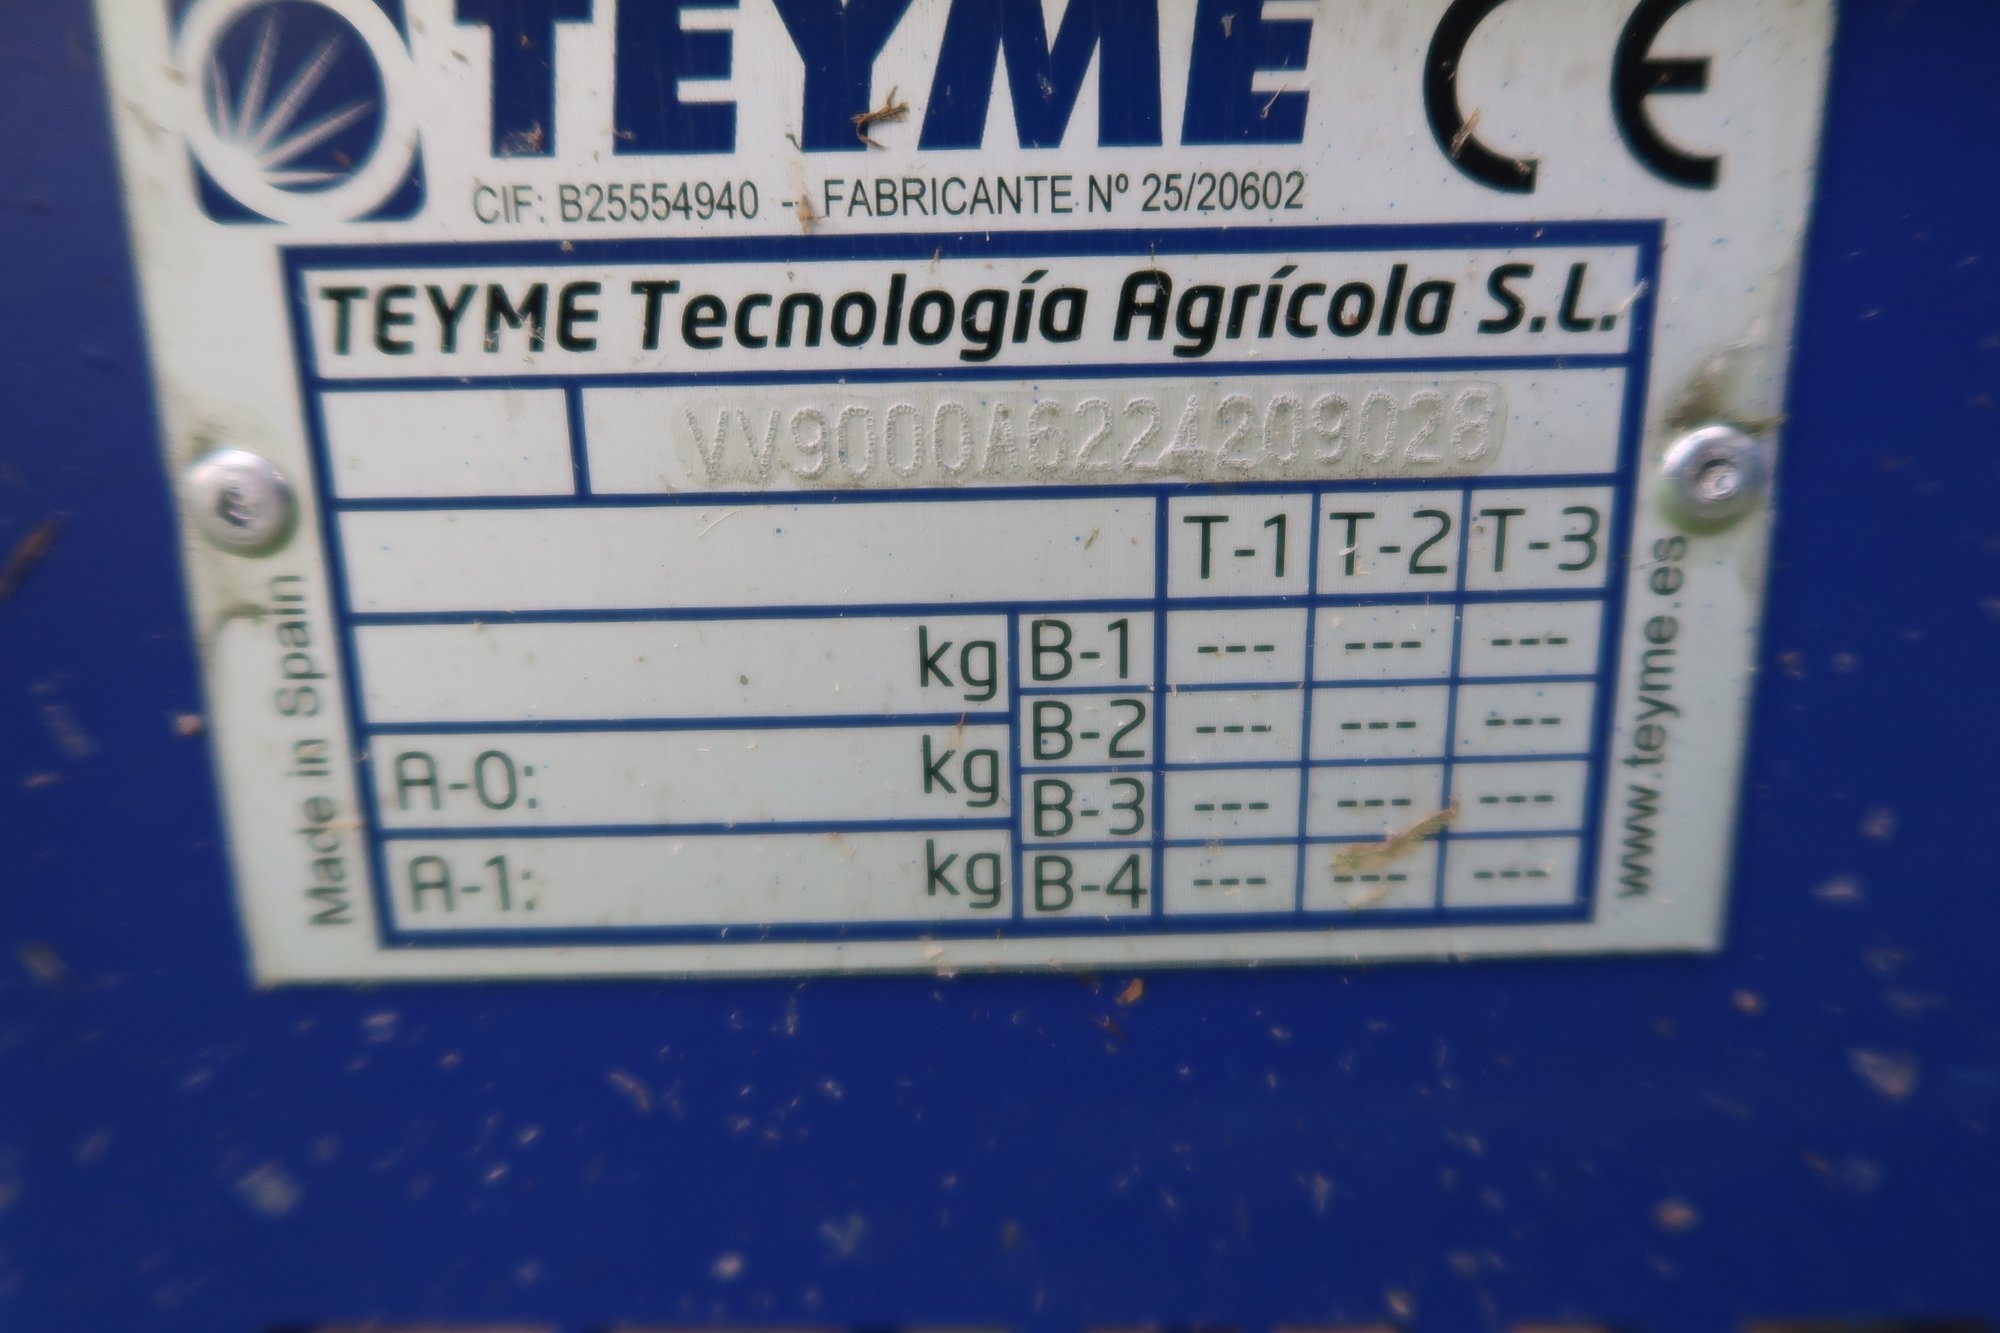 TEYME CE
CIF: B25554940 - FABRICANTE Nº 25/20602
TEYME Tecnología Agrícola S.L.
VV9000A622A209028
T-1 T-2 T-3
kg B-1 --- --- ---
B-2 --- --- ---
A-0: kg
B-3 --- --- ---
A-1: kg B-4 --- --- ---
Made in Spain
www.teyme.es